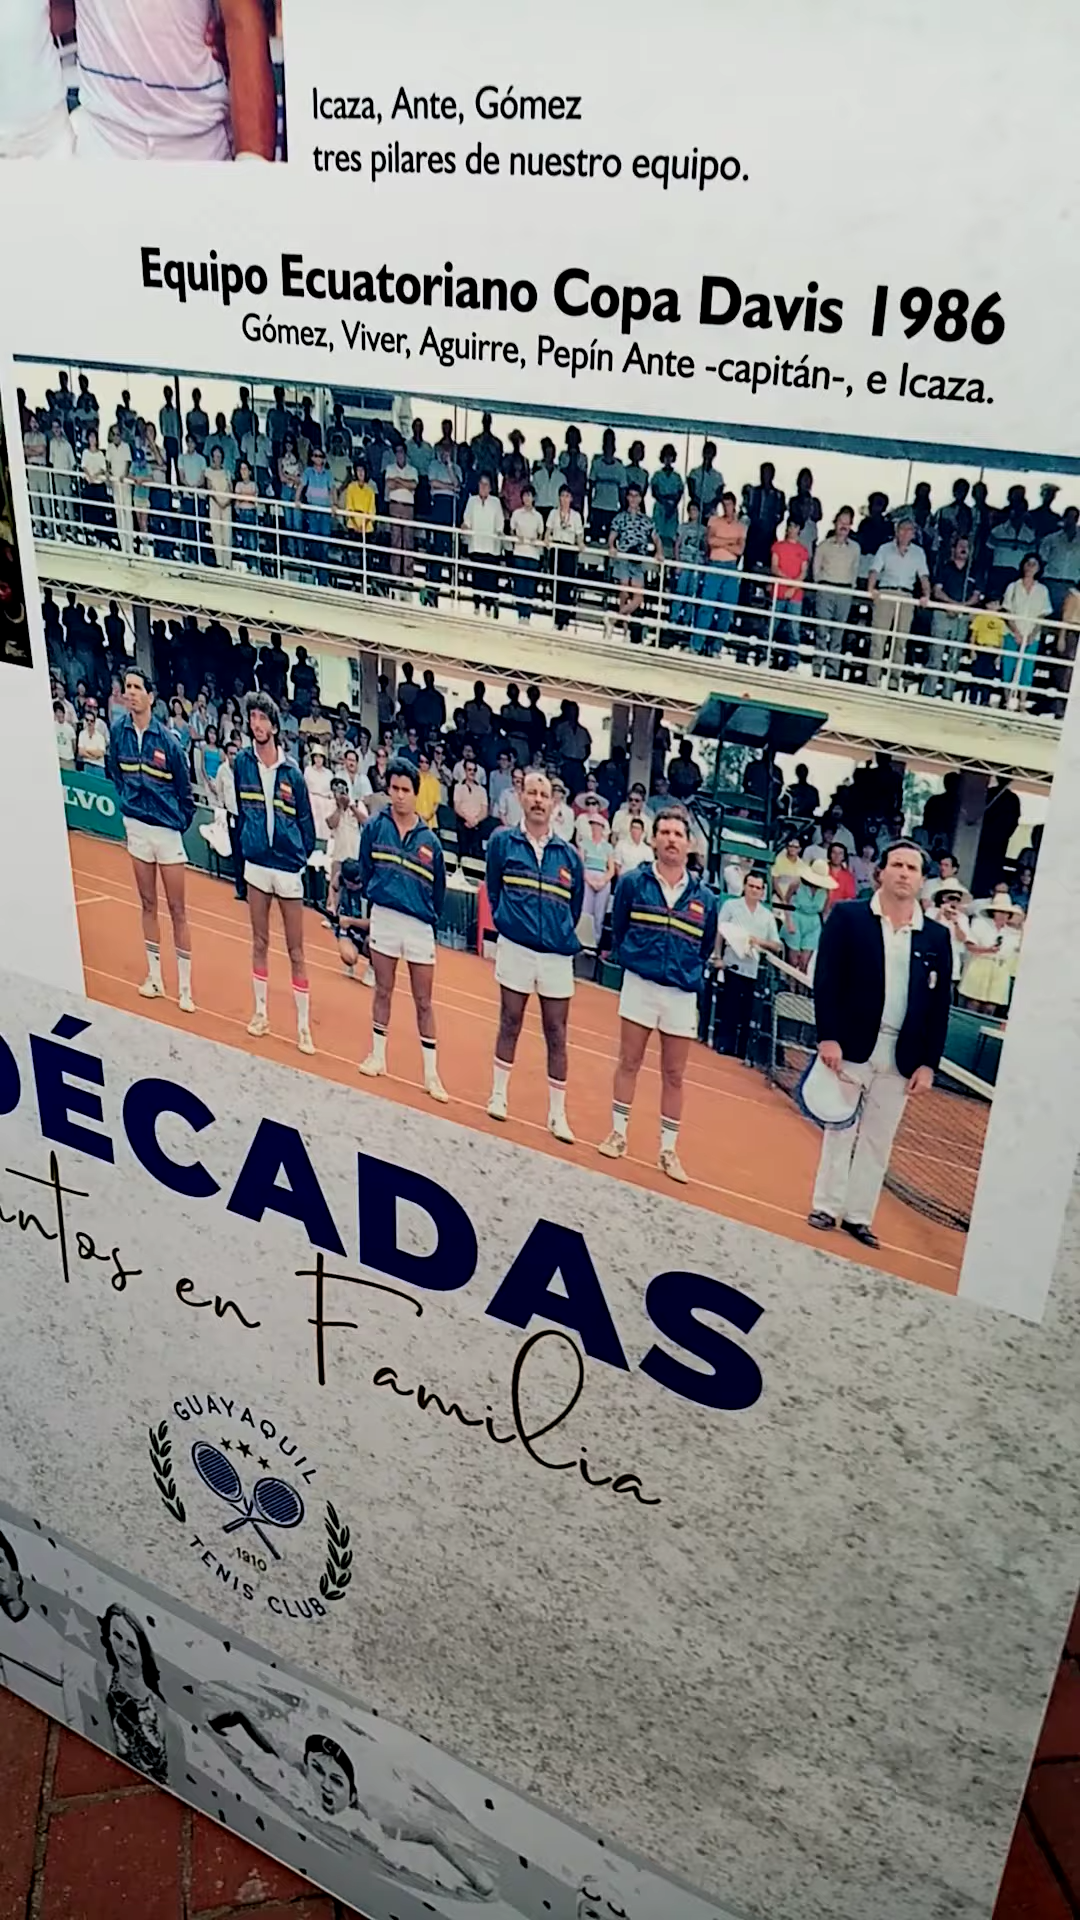 Icaza, Ante, Gómez
tres pilares de nuestro equipo.
Equipo Ecuatoriano Copa Davis 1986
Gómez, Viver, Aguirre, Pepín Ante -capitán-, e Icaza.
LVO
DÉCADAS
ntos en Familia
GUAYAQUIL
1910
TENIS CLUB